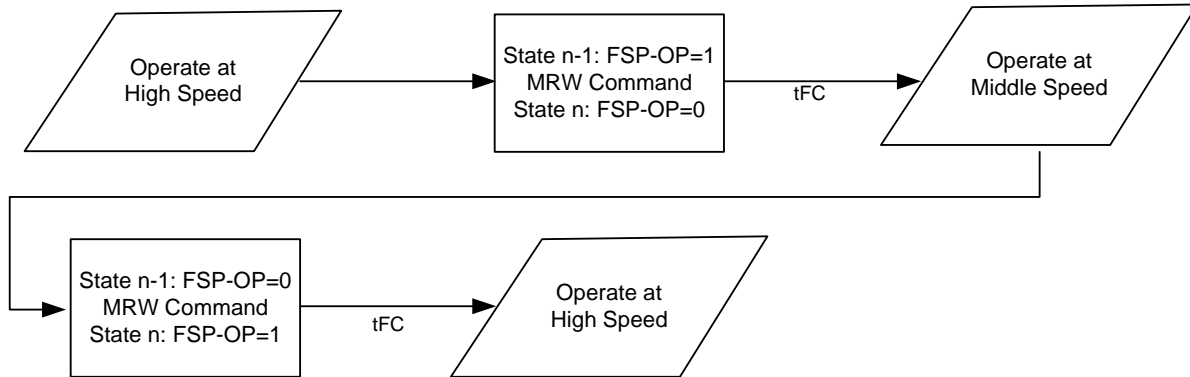 Operate at
High Speed
State n-1: FSP-OP=1
MRW Command
State n: FSP-OP=0
tFC
Operate at
Middle Speed
State n-1: FSP-OP=0
MRW Command
State n: FSP-OP=1
tFC
Operate at
High Speed